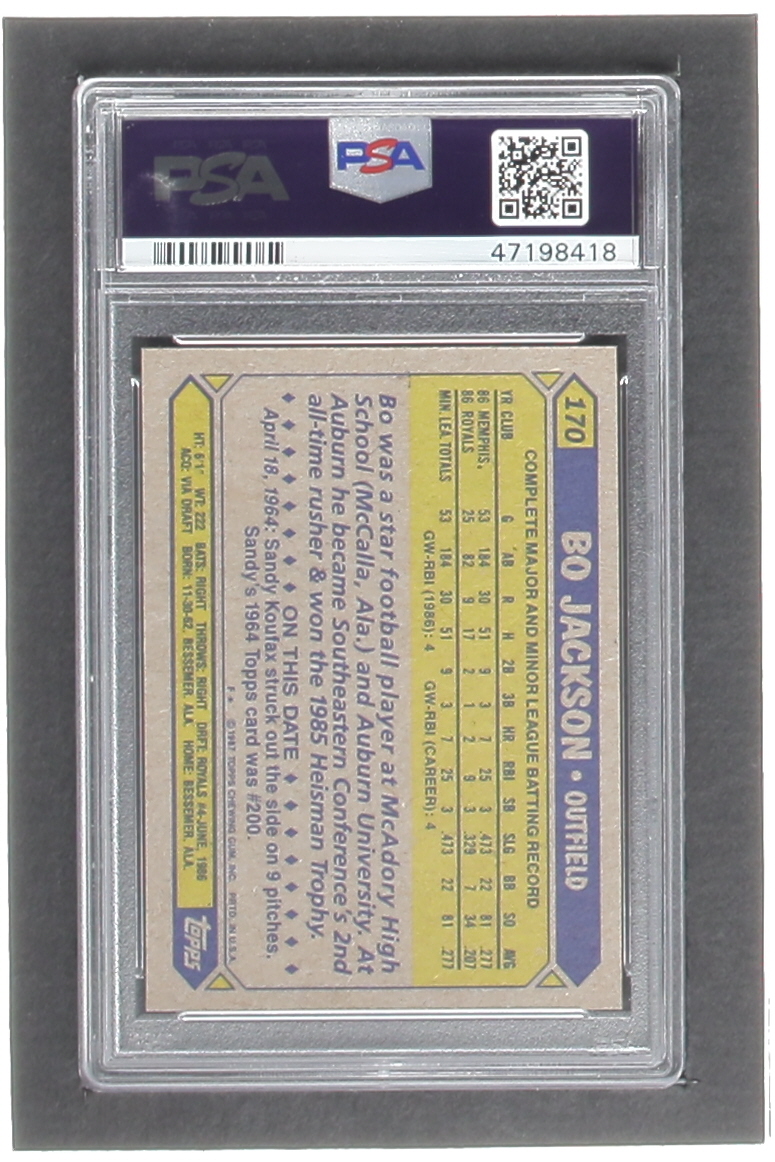 PSA
PSA
47198418
170
BO JACKSON • OUTFIELD
COMPLETE MAJOR AND MINOR LEAGUE BATTING RECORD
YR CLUB G AB R H 2B 3B HR RBI SB SLG BB SO AVG
86 MEMPHIS, 53 184 30 51 9 3 7 25 3 .473 22 81 .277
86 ROYALS 25 82 9 17 2 1 2 9 3 .329 7 34 .207
MIN. LEA. TOTALS 53 184 30 51 9 3 7 25 3 .473 22 81 .277
GW-RBI (1986): 4 GW-RBI (CAREER): 4
Bo was a star football player at McAdory High
School (McCalla, Ala.) and Auburn University. At
Auburn he became Southeastern Conference's 2nd
all-time rusher & won the 1985 Heisman Trophy.
♦ ♦ ♦ ♦ ♦ ♦ ♦ ♦ ON THIS DATE ♦ ♦ ♦ ♦ ♦ ♦ ♦ ♦
April 18, 1964: Sandy Koufax struck out the side on 9 pitches.
Sandy's 1964 Topps card was #200.
F* ©1987 TOPPS CHEWING GUM, INC. PRTD. IN U.S.A.
HT: 6'1" WT: 222 BATS: RIGHT THROWS: RIGHT DRFT: ROYALS #4-JUNE, 1986
ACQ: VIA DRAFT BORN: 11-30-62, BESSEMER, ALA. HOME: BESSEMER, ALA.
TOPPS